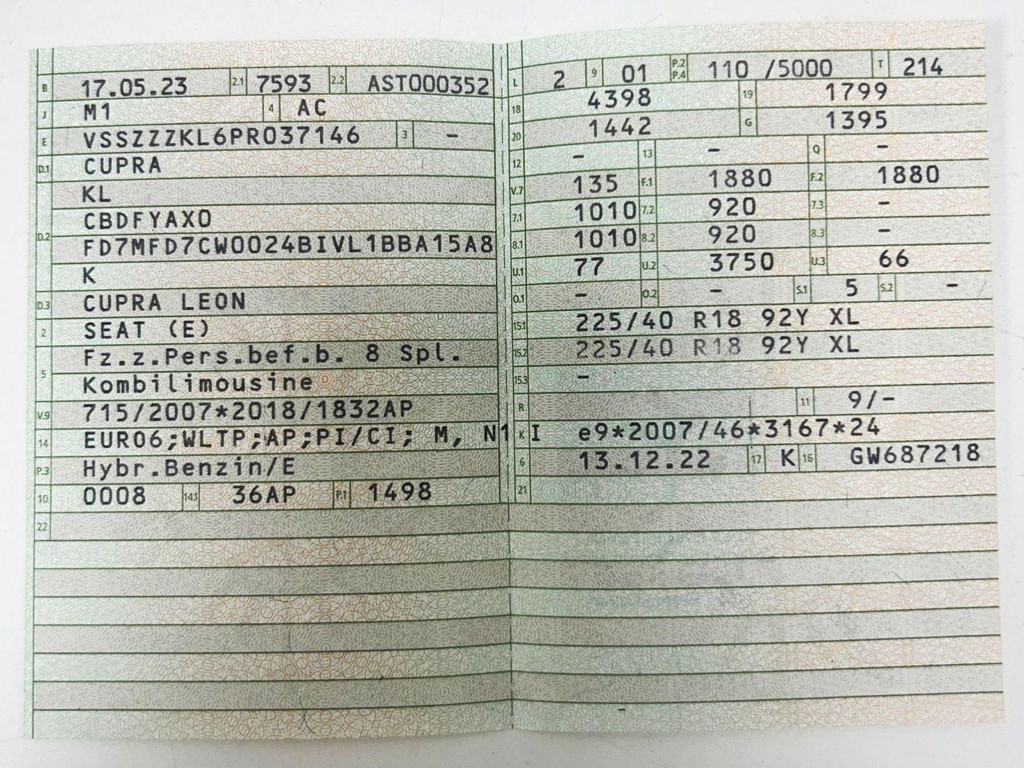 B 17.05.23 2.1 7593 2.2 AST000352
J M1 4 AC
E VSSZZZKL6PR037146 3 -
D.1 CUPRA
KL
D.2 CBDFYAX0
FD7MFD7CW0024BIVL1BBA15A8
K
D.3 CUPRA LEON
2 SEAT (E)
5 Fz.z.Pers.bef.b. 8 Spl.
Kombilimousine
V.9 715/2007*2018/1832AP
14 EURO6;WLTP;AP;PI/CI; M, N1 I
P.3 Hybr.Benzin/E
10 0008 14.1 36AP P.1 1498
22
L 2 9 01 P.2 P.4 110 /5000 T 214
18 4398 19 1799
20 1442 G 1395
12 - 13 - Q -
V.7 135 F.1 1880 F.2 1880
7.1 1010 7.2 920 7.3 -
8.1 1010 8.2 920 8.3 -
U.1 77 U.2 3750 U.3 66
O.1 - O.2 - S.1 5 S.2 -
15.1 225/40 R18 92Y XL
15.2 225/40 R18 92Y XL
15.3 -
R 11 9/-
K e9*2007/46*3167*24
6 13.12.22 17 K 16 GW687218
21
-